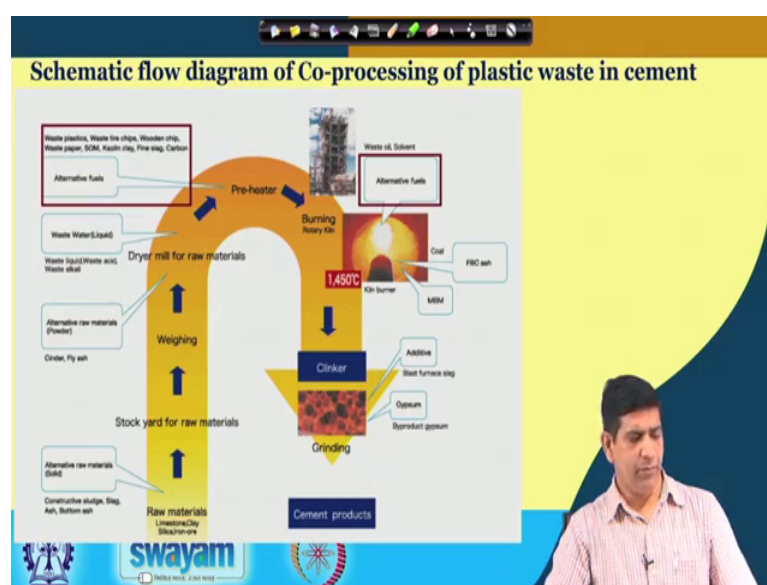 Schematic flow diagram of Co-processing of plastic waste in cement
Waste plastics, Waste tire chips, Wooden chip,
Waste paper, SOM, Kaolin clay, Fine slag, Carbon
Alternative fuels
Pre-heater
Waste oil, Solvent
Alternative fuels
Burning
Rotary Kiln
Waste Water(Liquid)
Waste liquid,Waste acid,
Waste alkali
Dryer mill for raw materials
Coal
FBC ash
1,450℃
Kiln burner
MBM
Alternative raw materials
(Powder)
Cinder, Fly ash
Weighing
Clinker
Additive
Blast furnace slag
Gypsum
Byproduct gypsum
Grinding
Stock yard for raw materials
Alternative raw materials
(Solid)
Constructive sludge, Slag,
Ash, Bottom ash
Raw materials
Limestone,Clay
Silica,Iron-ore
Cement products
swayam